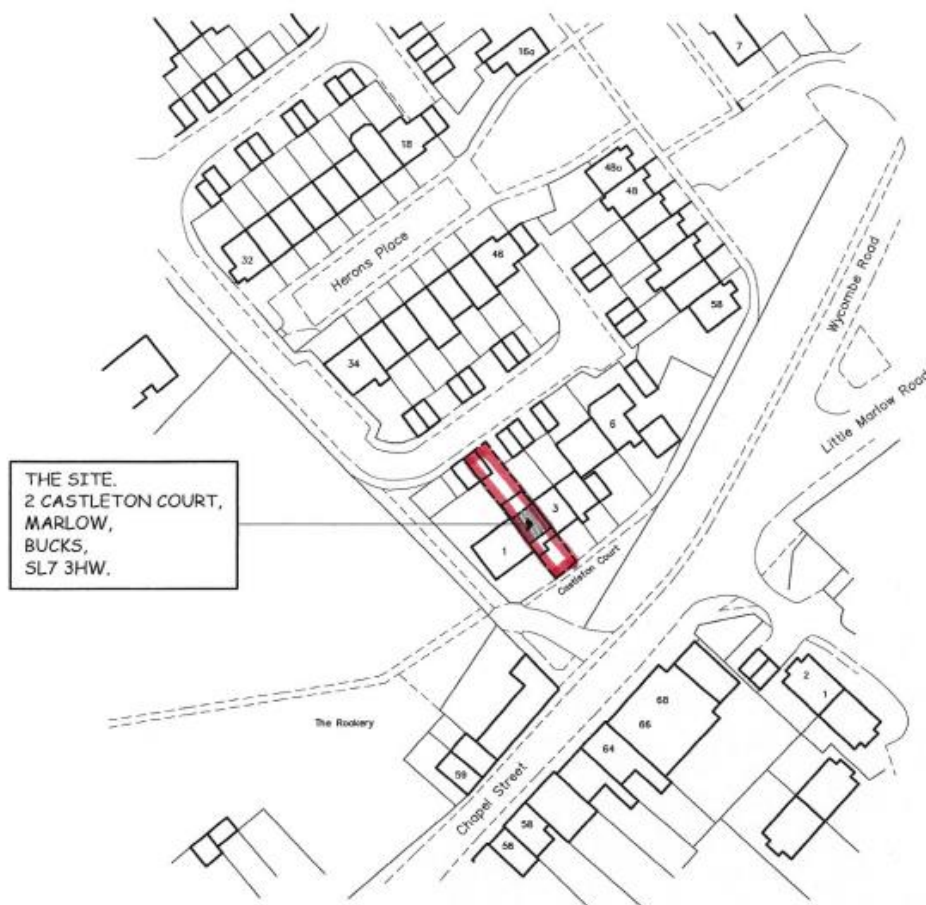 16a
7
18
48a
48
32
Herons Place
46
58
34
Wycombe Road
Little Marlow Road
6
THE SITE.
2 CASTLETON COURT,
MARLOW,
BUCKS,
SL7 3HW.
3
1
Castleton Court
2
1
68
66
The Rookery
64
59
Chapel Street
58
56